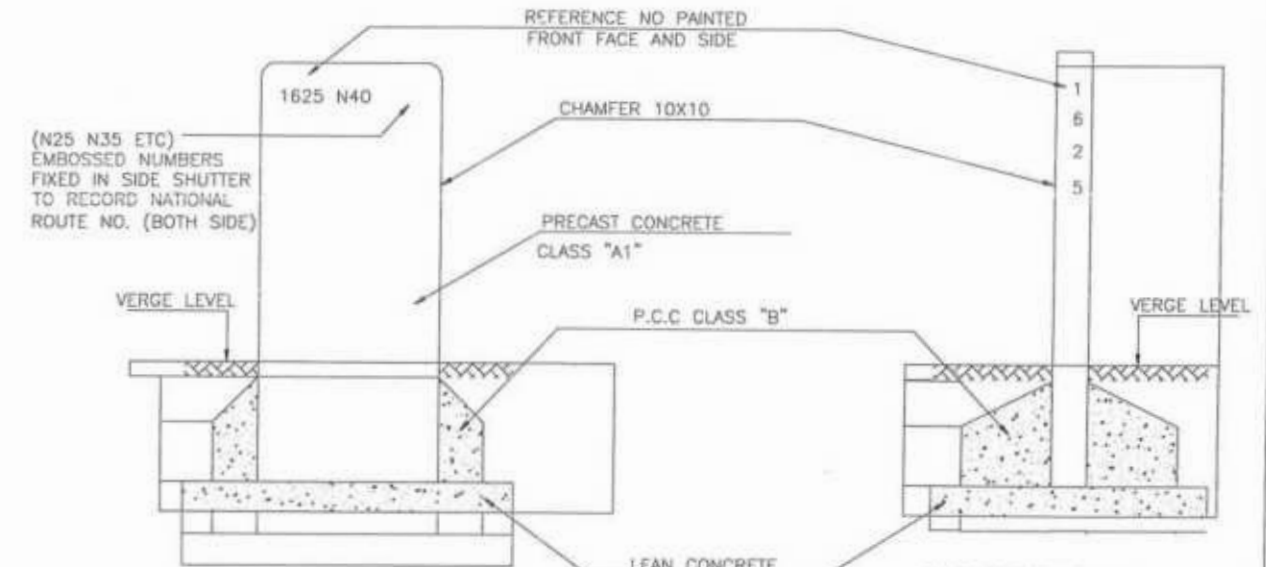 REFERENCE NO PAINTED
FRONT FACE AND SIDE
1625 N40
(N25 N35 ETC)
EMBOSSED NUMBERS
FIXED IN SIDE SHUTTER
TO RECORD NATIONAL
ROUTE NO. (BOTH SIDE)
CHAMFER 10X10
1
6
2
5
PRECAST CONCRETE
CLASS "A1"
VERGE LEVEL
P.C.C CLASS "B"
VERGE LEVEL
LEAN CONCRETE